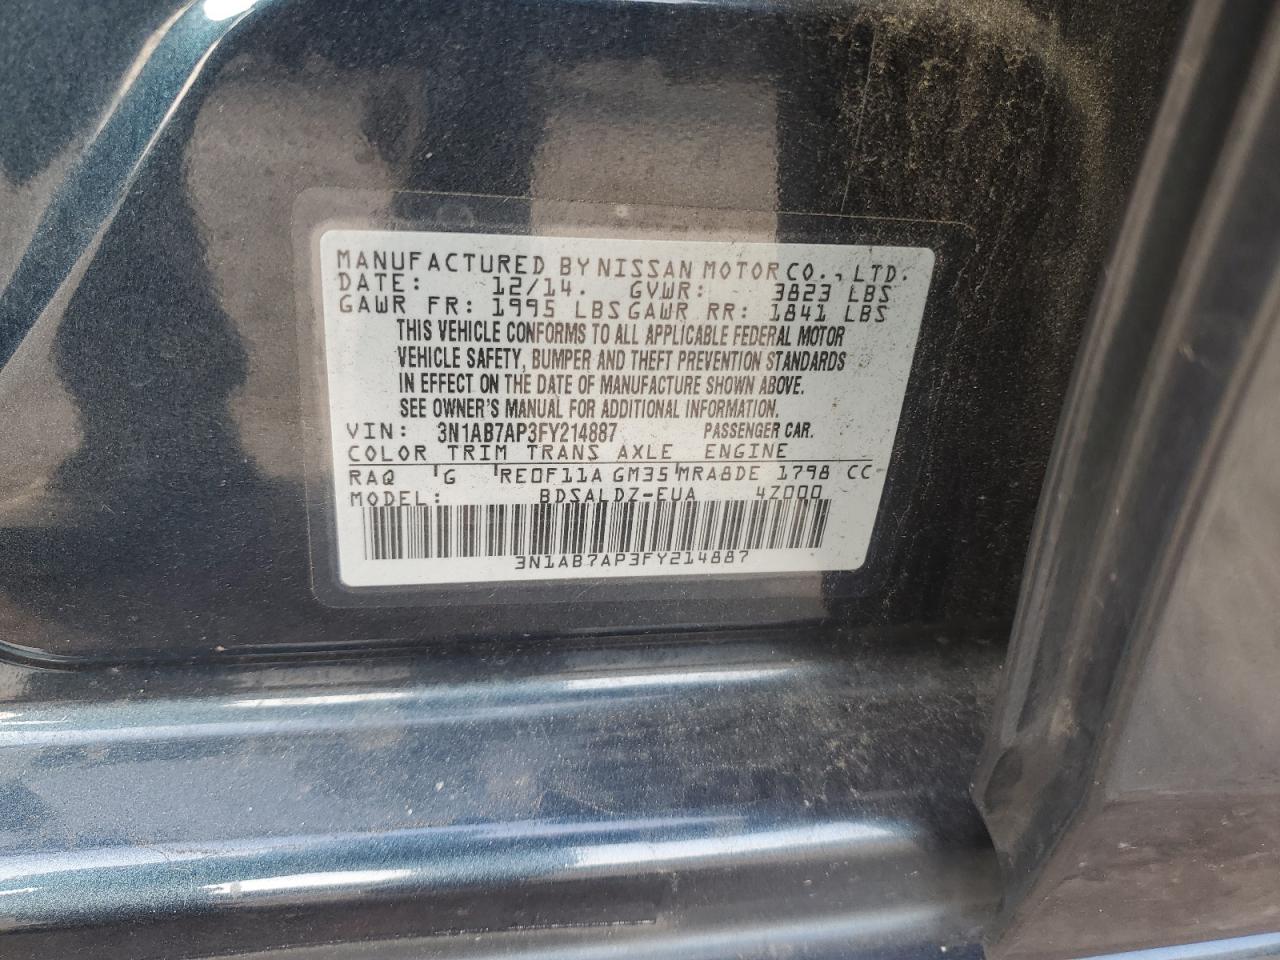 MANUFACTURED BY NISSAN MOTOR CO., LTD.
DATE: 12/14. GVWR: 3823 LBS
GAWR FR: 1995 LBS GAWR RR: 1841 LBS
THIS VEHICLE CONFORMS TO ALL APPLICABLE FEDERAL MOTOR
VEHICLE SAFETY, BUMPER AND THEFT PREVENTION STANDARDS
IN EFFECT ON THE DATE OF MANUFACTURE SHOWN ABOVE.
SEE OWNER'S MANUAL FOR ADDITIONAL INFORMATION.
VIN: 3N1AB7AP3FY214887 PASSENGER CAR.
COLOR TRIM TRANS AXLE ENGINE
RAQ G RE0F11A GM35 MRA8DE 1798 CC
MODEL: BDSALDZ-EUA 4Z000
3N1AB7AP3FY214887